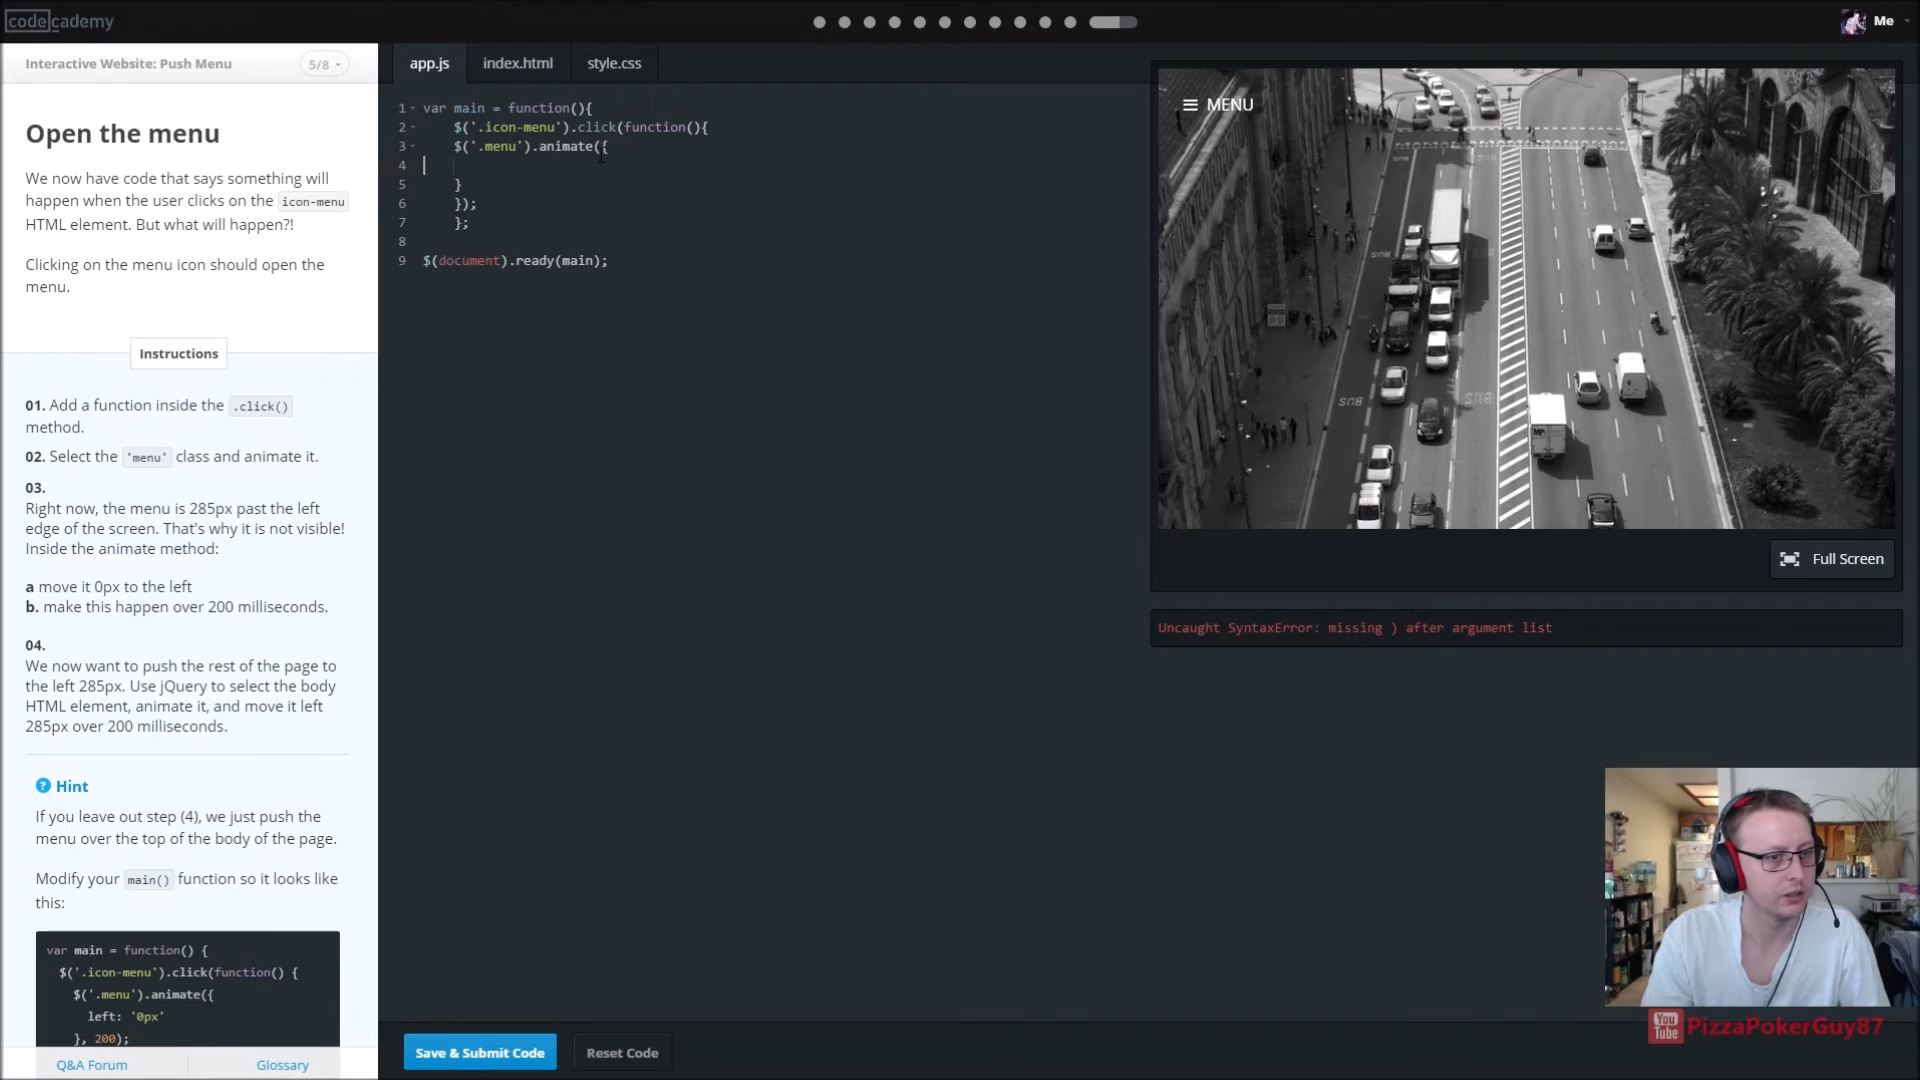 codecademy
Me
Interactive Website: Push Menu
5/8
app.js
index.html
style.css
Open the menu
We now have code that says something will
happen when the user clicks on the icon-menu
HTML element. But what will happen?!
Clicking on the menu icon should open the
menu.
Instructions
01. Add a function inside the .click()
method.
02. Select the 'menu' class and animate it.
03.
Right now, the menu is 285px past the left
edge of the screen. That's why it is not visible!
Inside the animate method:
a move it 0px to the left
b. make this happen over 200 milliseconds.
04.
We now want to push the rest of the page to
the left 285px. Use jQuery to select the body
HTML element, animate it, and move it left
285px over 200 milliseconds.
? Hint
If you leave out step (4), we just push the
menu over the top of the body of the page.
Modify your main() function so it looks like
this:
var main = function() {
$('.icon-menu').click(function() {
$('.menu').animate({
left: '0px'
}, 200);
Q&A Forum
Glossary
1 var main = function(){
2 $('.icon-menu').click(function(){
3 $('.menu').animate({
4
5 }
6 });
7 };
8
9 $(document).ready(main);
Save & Submit Code
Reset Code
MENU
BUS
BUS
BUS
BUS
Full Screen
Uncaught SyntaxError: missing ) after argument list
You Tube PizzaPokerGuy87